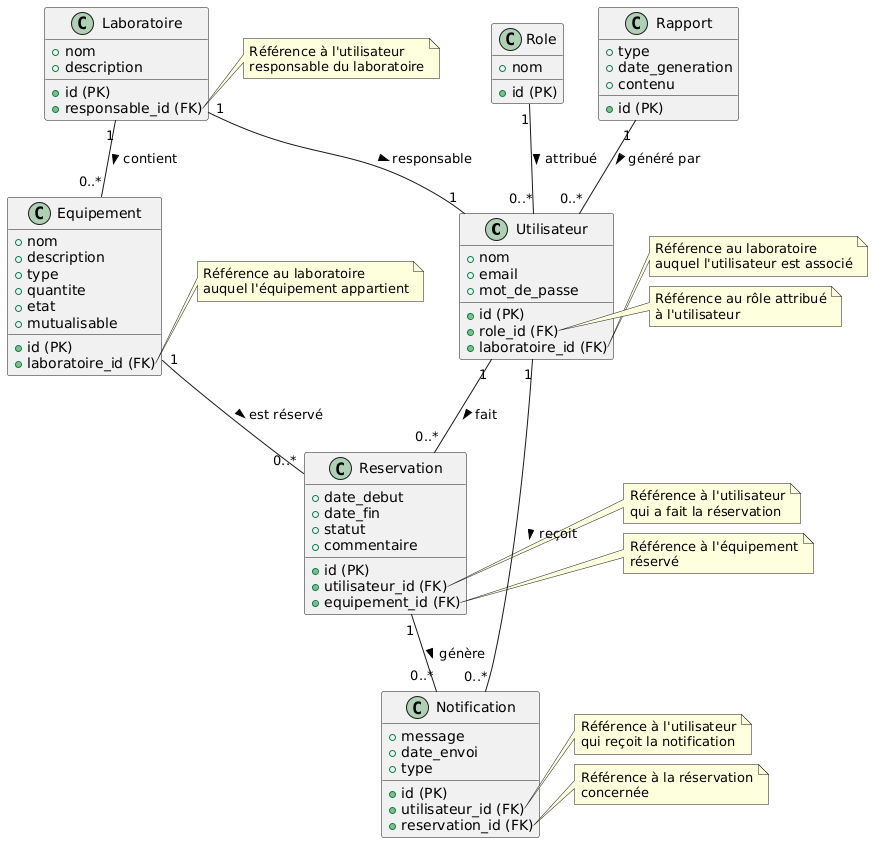 C Laboratoire
nom
description
id (PK)
responsable_id (FK)
Référence à l'utilisateur
responsable du laboratoire
C Role
nom
id (PK)
C Rapport
type
date_generation
contenu
id (PK)
1
contient
0..*
1
responsable
1
1
attribué
0..*
1
généré par
0..*
C Equipement
nom
description
type
quantite
etat
mutualisable
id (PK)
laboratoire_id (FK)
Référence au laboratoire
auquel l'équipement appartient
C Utilisateur
nom
email
mot_de_passe
id (PK)
role_id (FK)
laboratoire_id (FK)
Référence au laboratoire
auquel l'utilisateur est associé
Référence au rôle attribué
à l'utilisateur
1
est réservé
0..*
1
fait
0..*
1
reçoit
0..*
C Reservation
date_debut
date_fin
statut
commentaire
id (PK)
utilisateur_id (FK)
equipement_id (FK)
Référence à l'utilisateur
qui a fait la réservation
Référence à l'équipement
réservé
1
génère
0..*
C Notification
message
date_envoi
type
id (PK)
utilisateur_id (FK)
reservation_id (FK)
Référence à l'utilisateur
qui reçoit la notification
Référence à la réservation
concernée